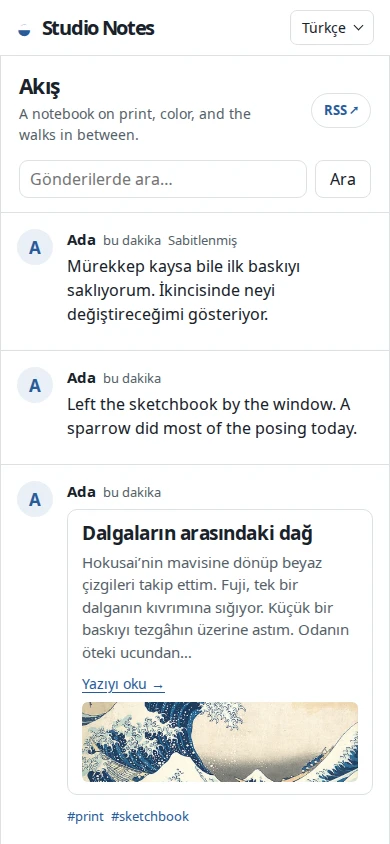 Studio Notes
Türkçe
Akış
A notebook on print, color, and the
walks in between.
RSS ↗
Gönderilerde ara…
Ara
A
Ada bu dakika Sabitlenmiş
Mürekkep kaysa bile ilk baskıyı
saklıyorum. İkincisinde neyi
değiştireceğimi gösteriyor.
A
Ada bu dakika
Left the sketchbook by the window. A
sparrow did most of the posing today.
A
Ada bu dakika
Dalgaların arasındaki dağ
Hokusai’nin mavisine dönüp beyaz
çizgileri takip ettim. Fuji, tek bir
dalganın kıvrımına sığıyor. Küçük bir
baskıyı tezgâhın üzerine astım. Odanın
öteki ucundan…
Yazıyı oku →
#print #sketchbook